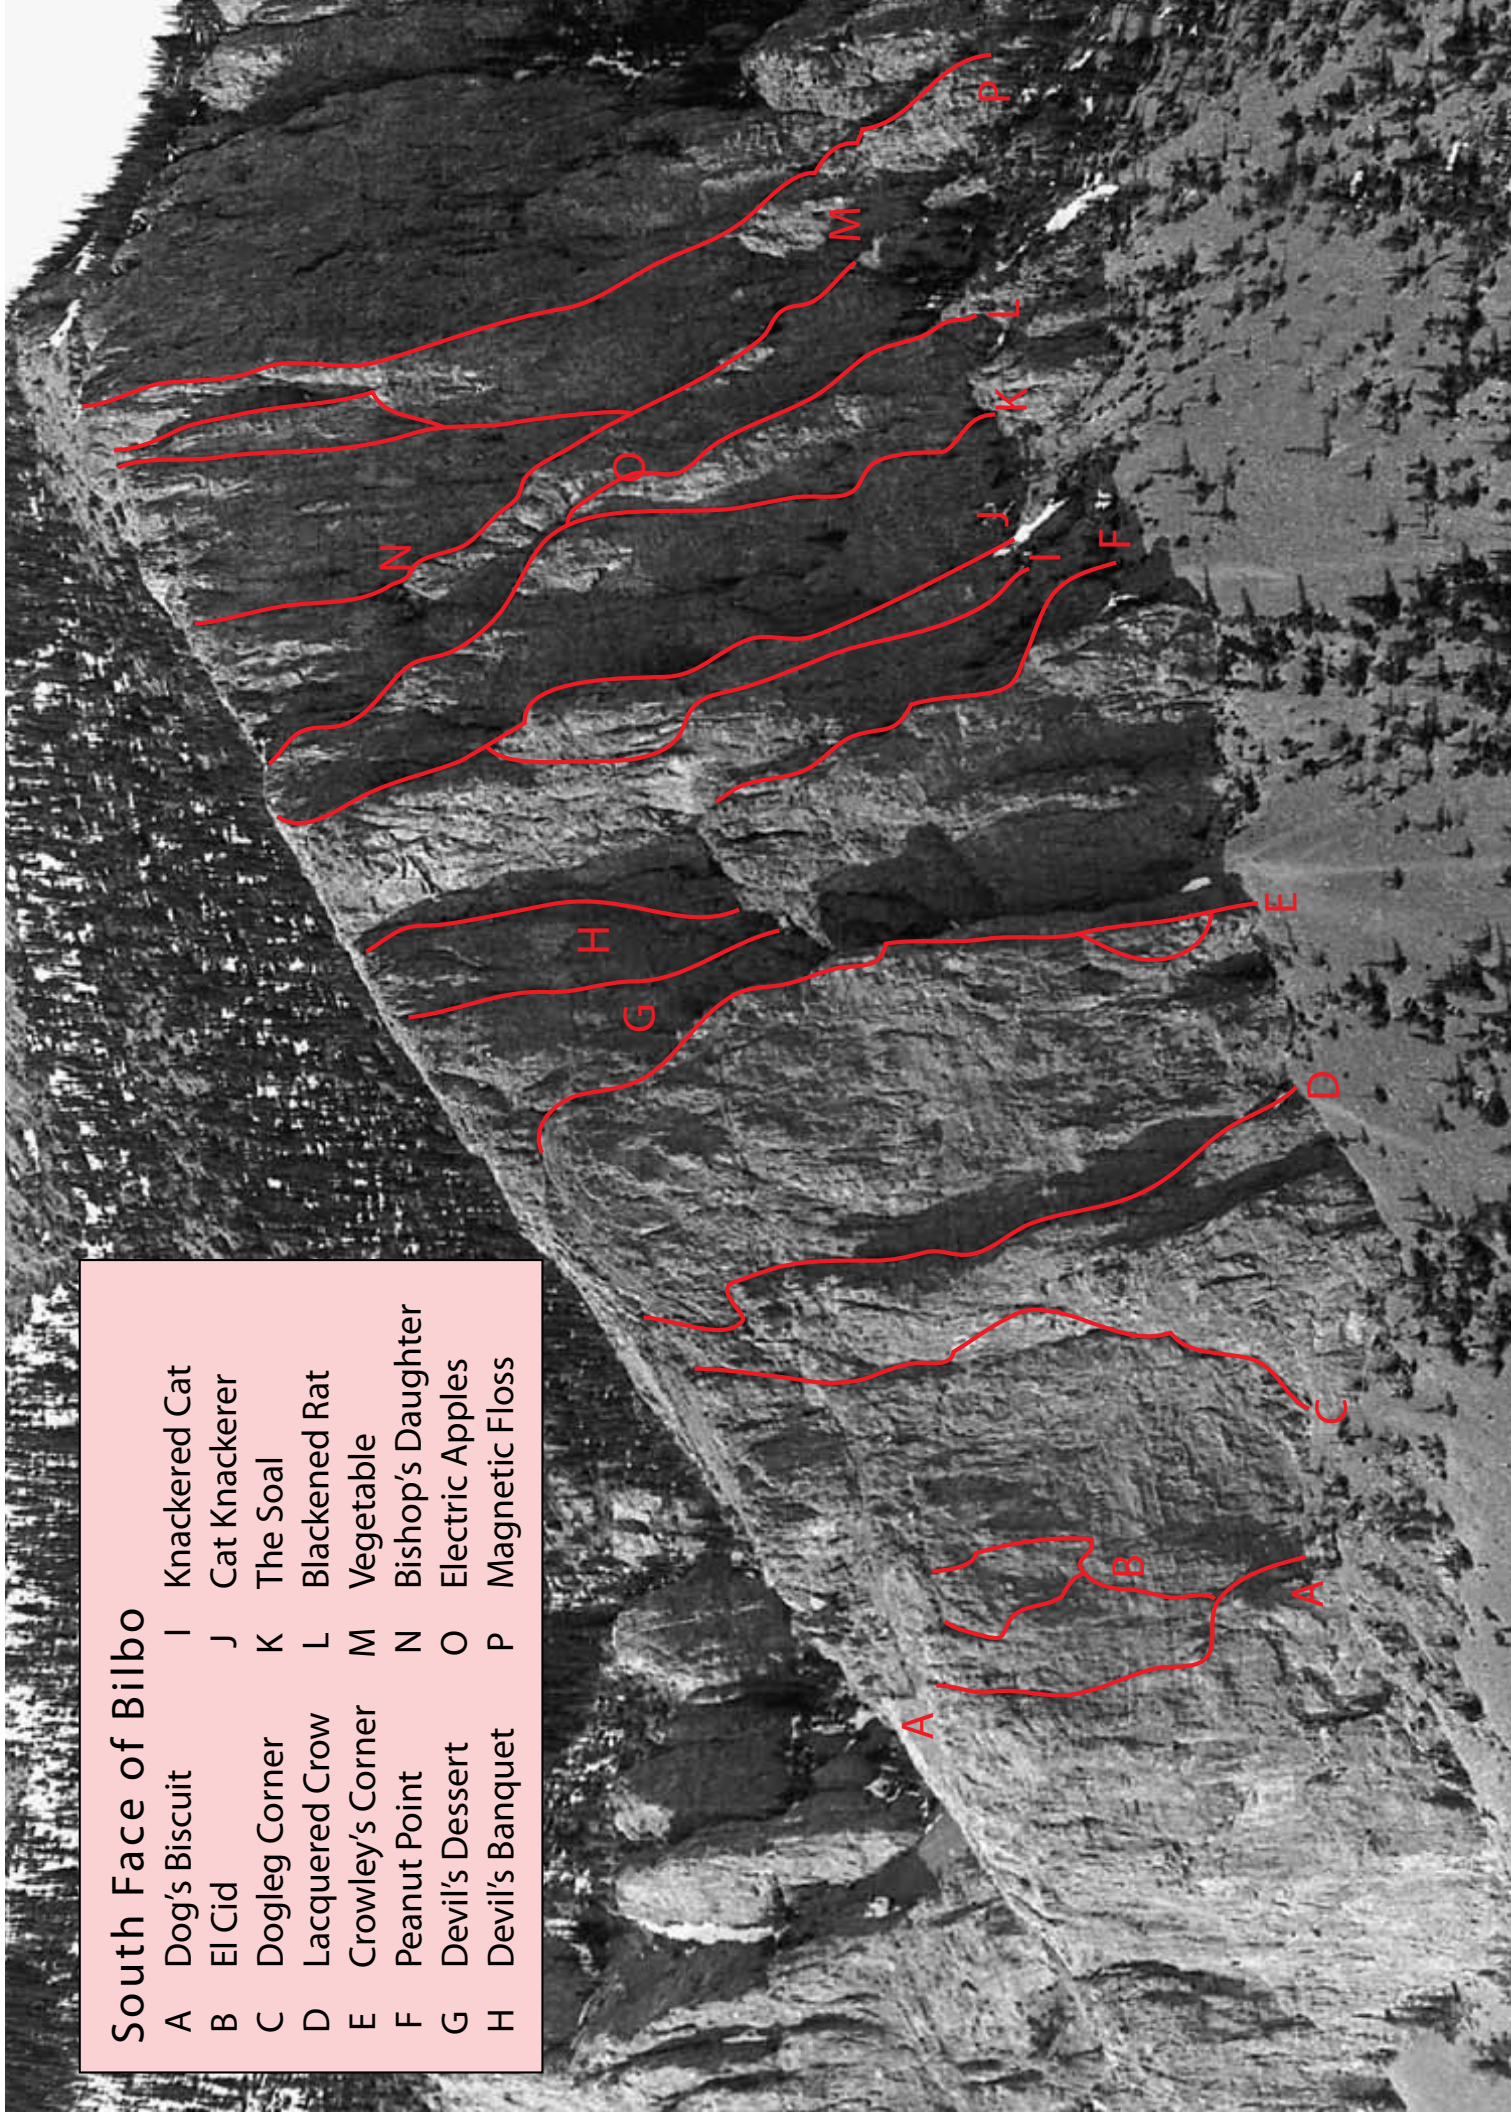 South Face of Bilbo
A Dog's Biscuit
B El Cid
C Dogleg Corner
D Lacquered Crow
E Crowley's Corner
F Peanut Point
G Devil's Dessert
H Devil's Banquet
I Knackered Cat
J Cat Knackerer
K The Soal
L Blackened Rat
M Vegetable
N Bishop's Daughter
O Electric Apples
P Magnetic Floss
A
A
B
C
D
E
G
H
F
I
J
K
L
N
O
M
P